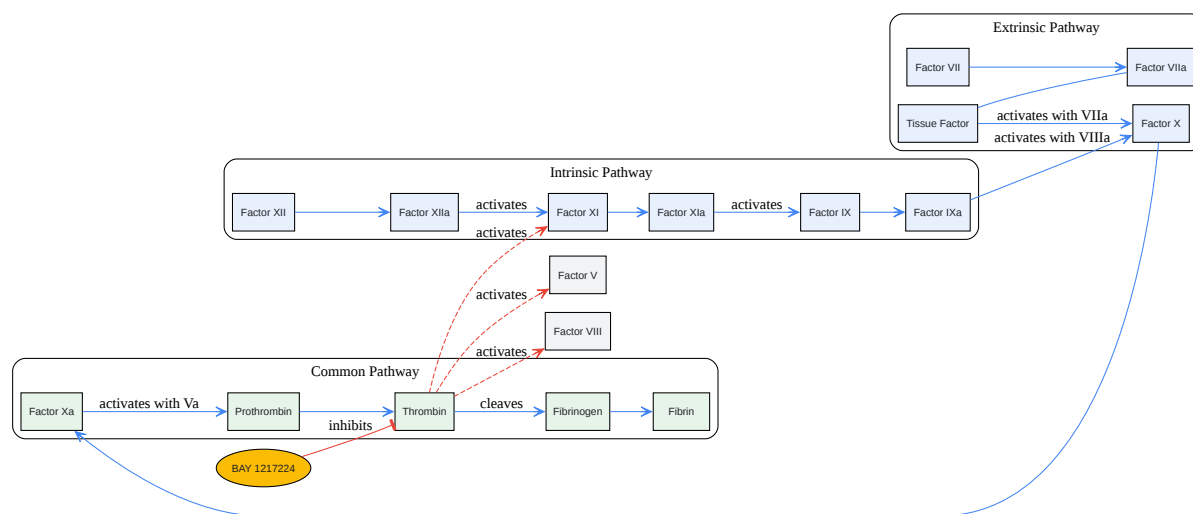 Extrinsic Pathway
Factor VII
Factor VIIa
Tissue Factor
activates with VIIa
Factor X
activates with VIIIa
Intrinsic Pathway
Factor XII
Factor XIIa
activates
Factor XI
Factor XIa
activates
Factor IX
Factor IXa
activates
Factor V
activates
Factor VIII
activates
Common Pathway
Factor Xa
activates with Va
Prothrombin
Thrombin
cleaves
Fibrinogen
Fibrin
inhibits
BAY 1217224